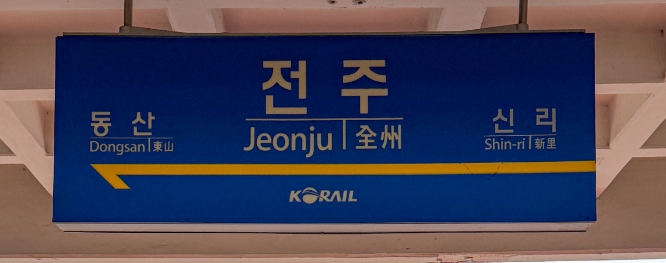 전주
Jeonju 全州
동산
Dongsan 東山
신리
Shin-ri 新里
KORAIL